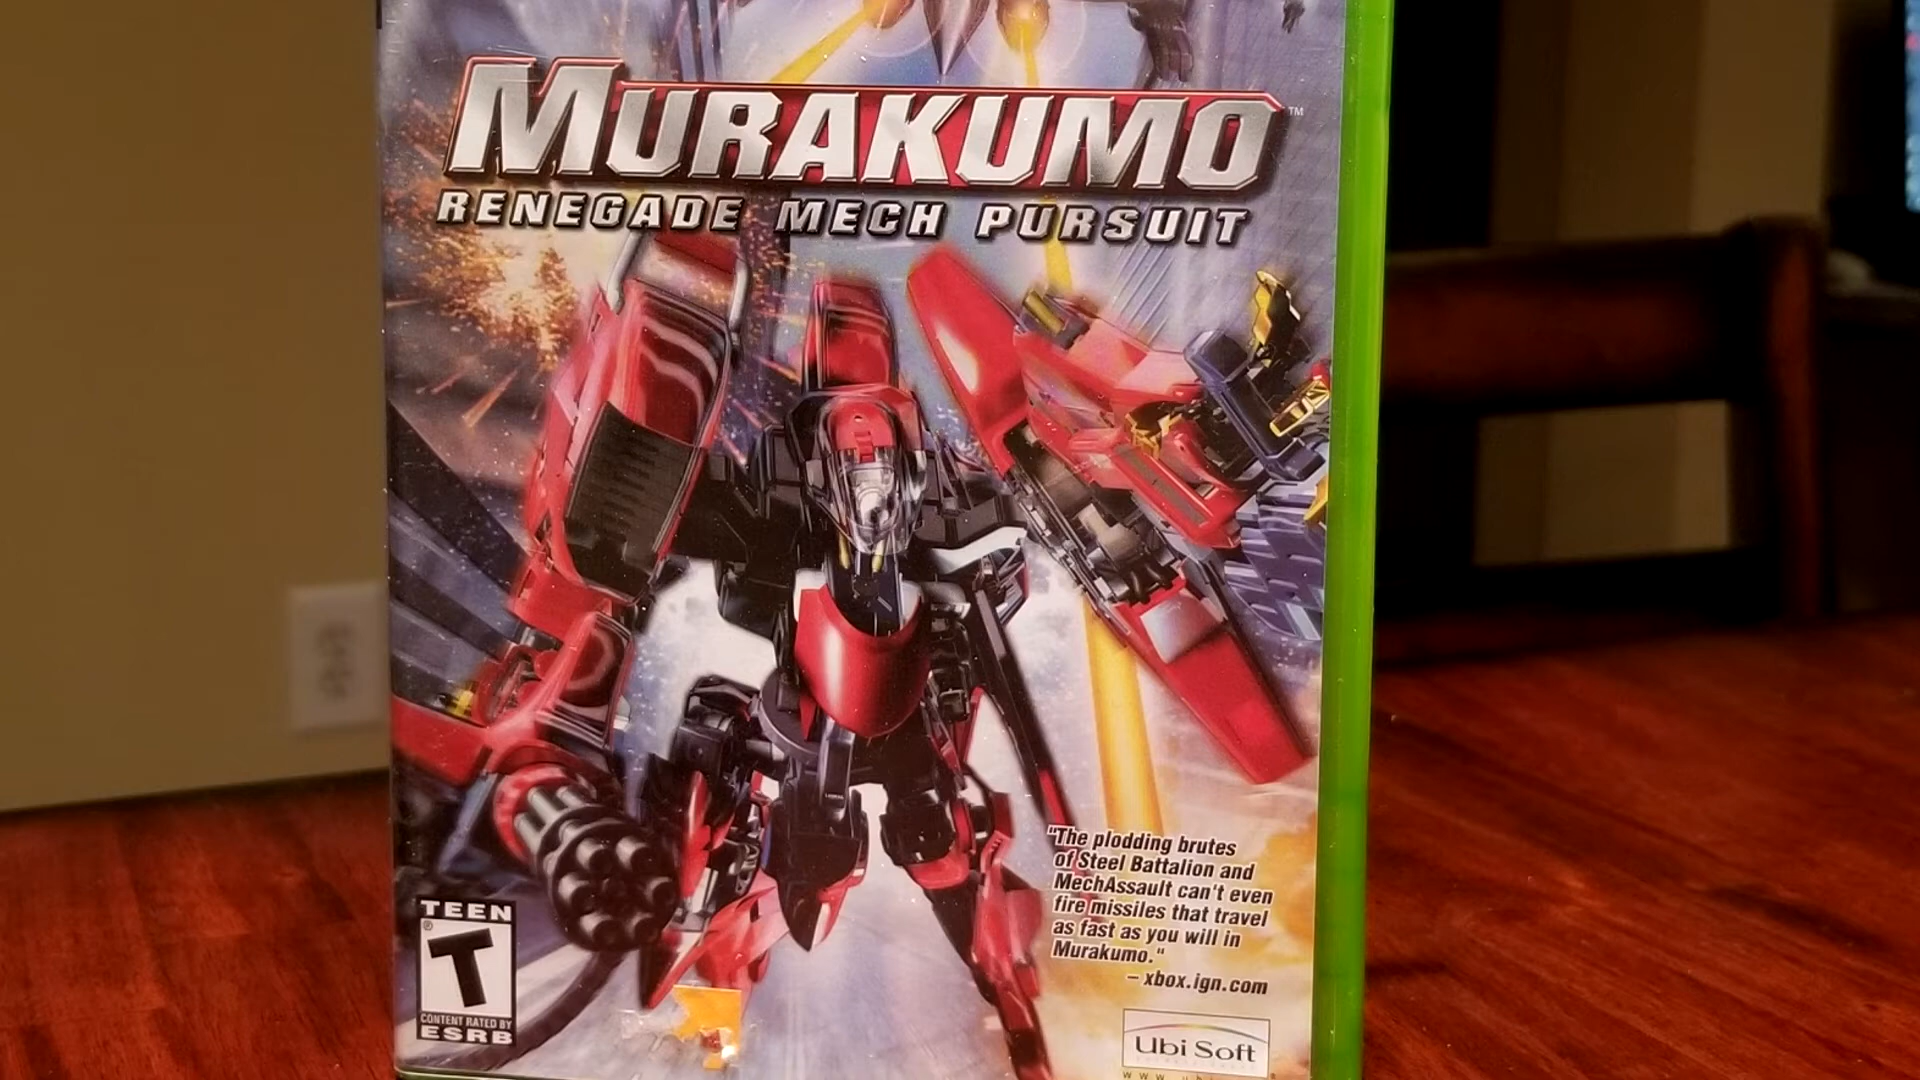 MURAKUMO™
RENEGADE MECH PURSUIT
"The plodding brutes
of Steel Battalion and
MechAssault can't even
fire missiles that travel
as fast as you will in
Murakumo."
– xbox.ign.com
TEEN
®
T
CONTENT RATED BY
ESRB
Ubi Soft